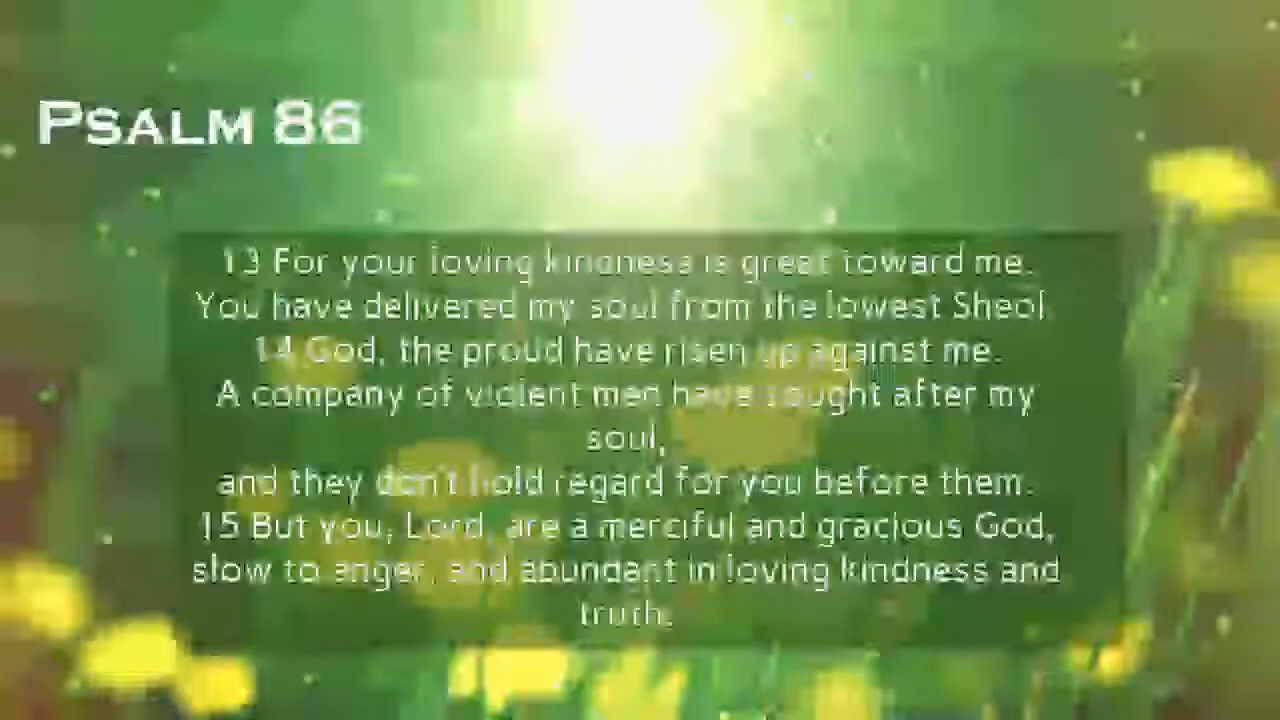 PSALM 86
13 For your loving kindness is great toward me.
You have delivered my soul from the lowest Sheol.
14 God, the proud have risen up against me.
A company of violent men have sought after my
soul,
and they don't hold regard for you before them.
15 But you, Lord, are a merciful and gracious God,
slow to anger, and abundant in loving kindness and
truth.